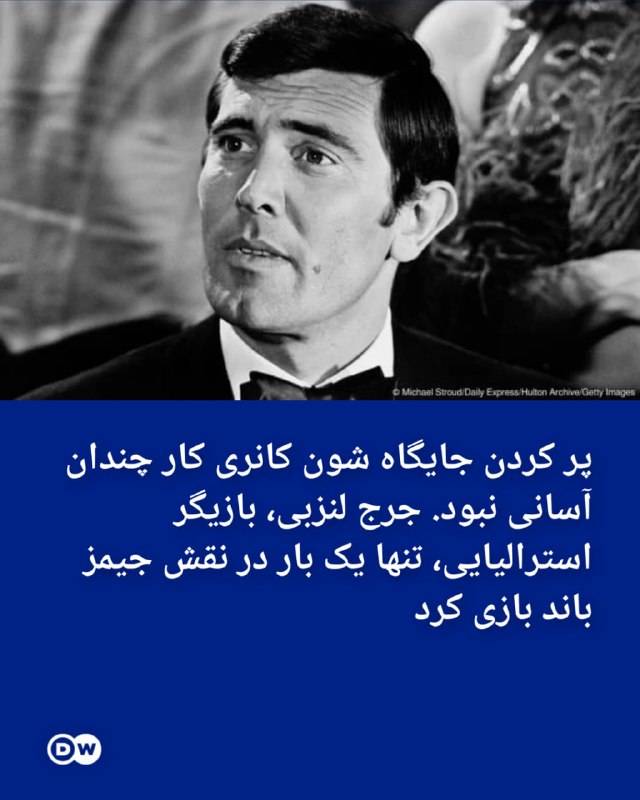 © Michael Stroud/Daily Express/Hulton Archive/Getty Images
پر کردن جایگاه شون کانری کار چندان
آسانی نبود. جرج لنزبی، بازیگر
استرالیایی، تنها یک بار در نقش جیمز
باند بازی کرد
DW